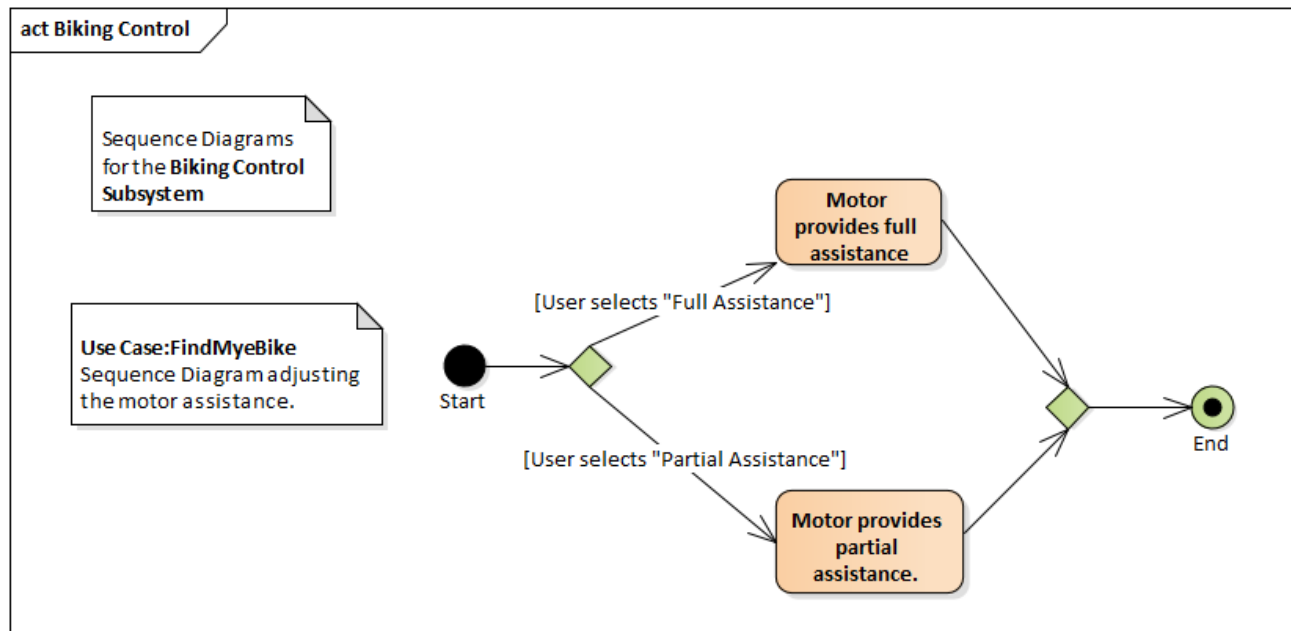 act Biking Control
Sequence Diagrams
for the Biking Control
Subsystem
Use Case:FindMyeBike
Sequence Diagram adjusting
the motor assistance.
Start
[User selects "Full Assistance"]
Motor
provides full
assistance
[User selects "Partial Assistance"]
Motor provides
partial
assistance.
End